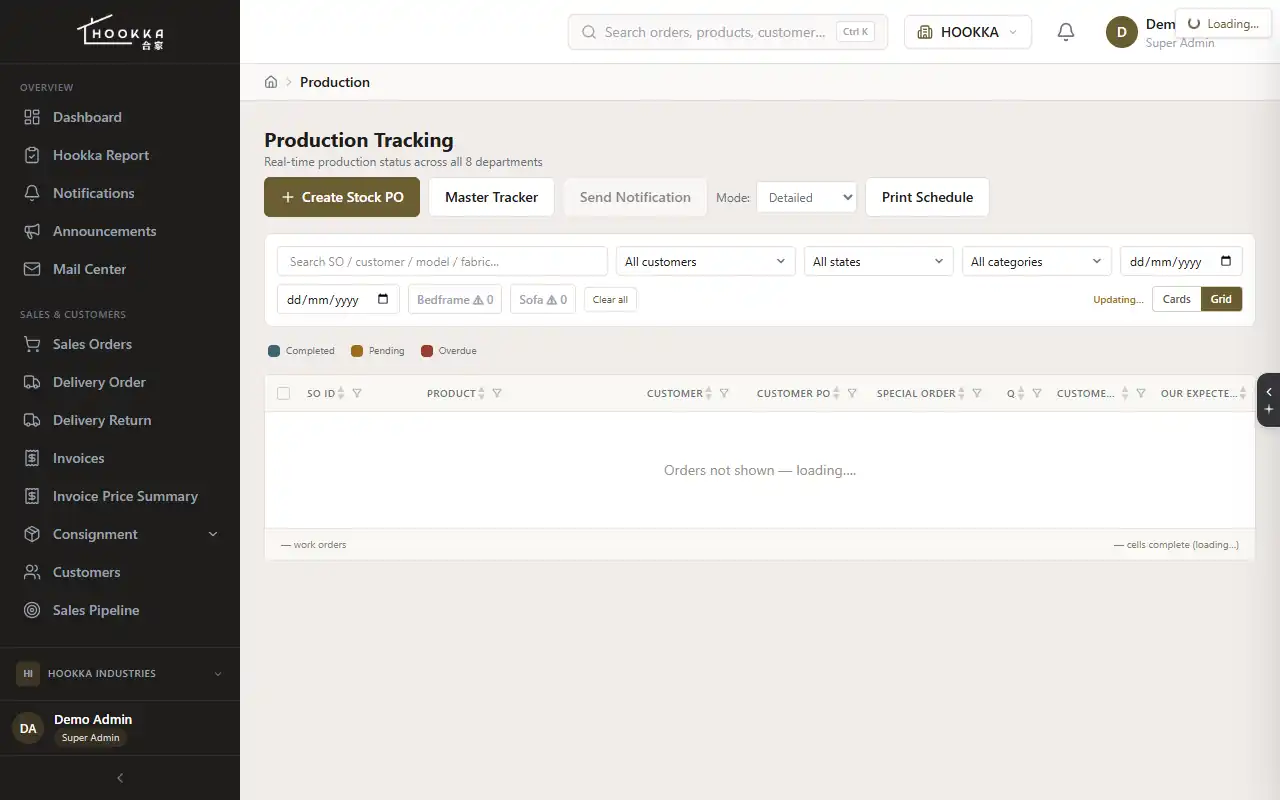 HOOKKA
合家
Search orders, products, customer... Ctrl K
HOOKKA
D
Dem
Super Admin
Loading...
OVERVIEW
Dashboard
Hookka Report
Notifications
Announcements
Mail Center
SALES & CUSTOMERS
Sales Orders
Delivery Order
Delivery Return
Invoices
Invoice Price Summary
Consignment
Customers
Sales Pipeline
HI HOOKKA INDUSTRIES
DA
Demo Admin
Super Admin
Production
Production Tracking
Real-time production status across all 8 departments
Create Stock PO Master Tracker Send Notification Mode: Detailed Print Schedule
Search SO / customer / model / fabric... All customers All states All categories dd/mm/yyyy
dd/mm/yyyy Bedframe ⚠ 0 Sofa ⚠ 0 Clear all Updating... Cards Grid
Completed Pending Overdue
SO ID PRODUCT CUSTOMER CUSTOMER PO SPECIAL ORDER Q CUSTOME... OUR EXPECTE...
Orders not shown — loading....
— work orders — cells complete (loading...)